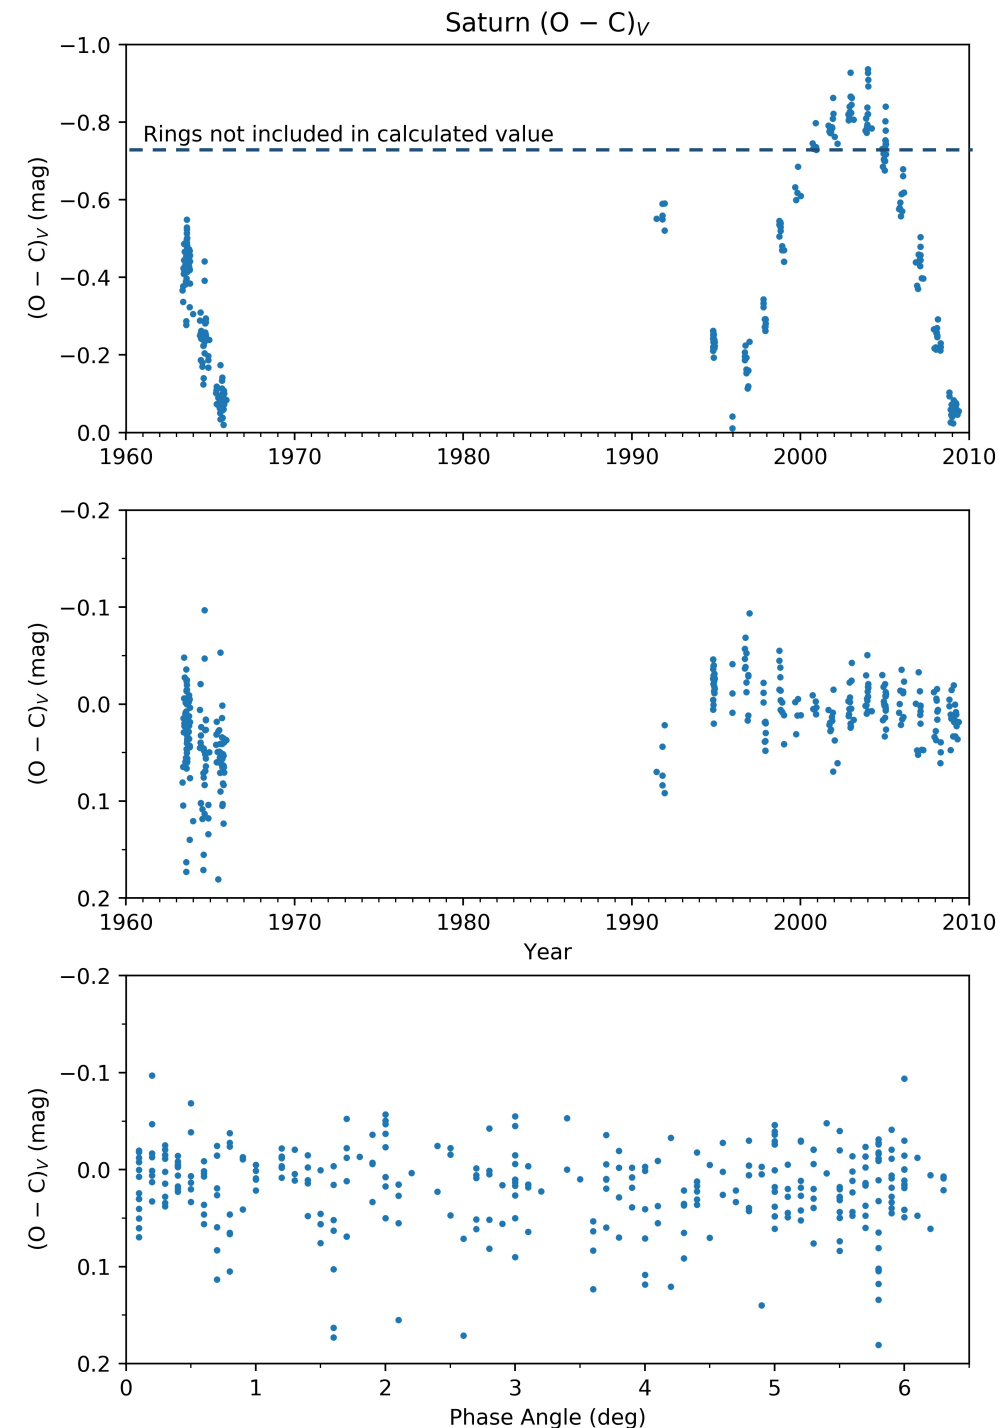 Saturn (O − C)V
−1.0
−0.8
−0.6
−0.4
−0.2
0.0
(O − C)V (mag)
Rings not included in calculated value
1960 1970 1980 1990 2000 2010
−0.2
−0.1
0.0
0.1
0.2
(O − C)V (mag)
1960 1970 1980 1990 2000 2010
Year
−0.2
−0.1
0.0
0.1
0.2
(O − C)V (mag)
0 1 2 3 4 5 6
Phase Angle (deg)